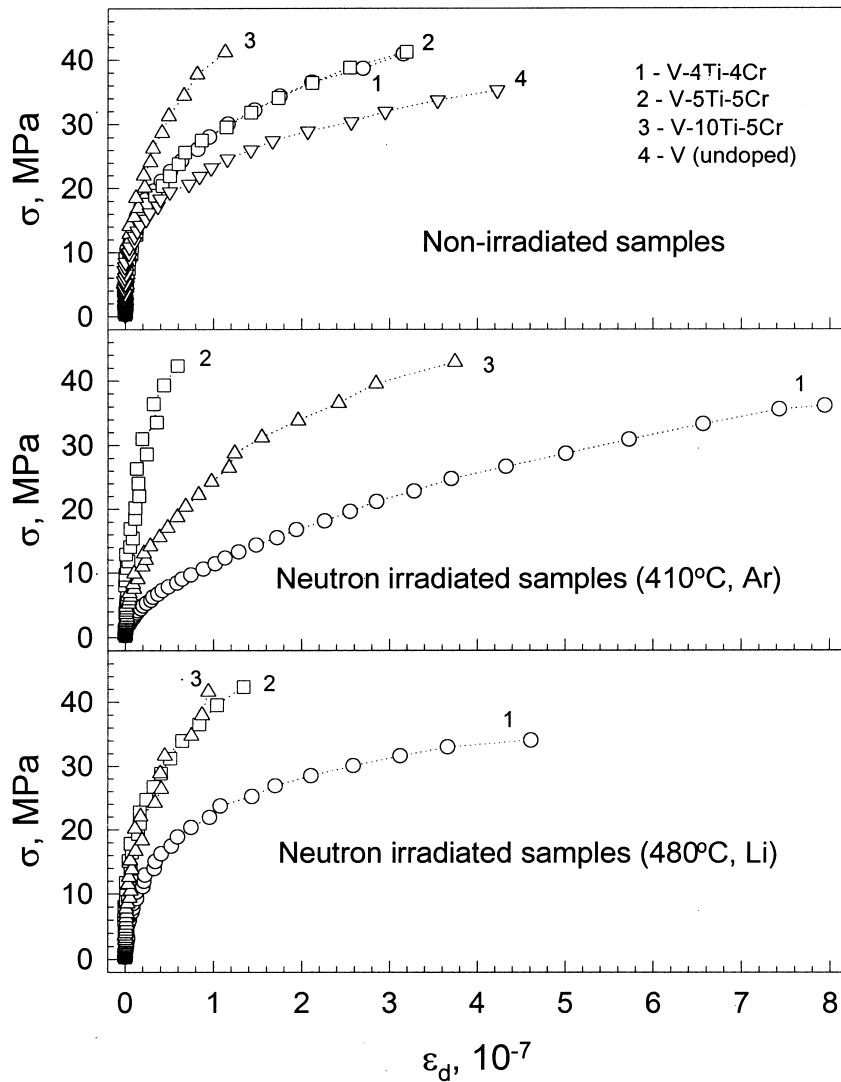 3
2
1
4
1 - V-4Ti-4Cr
2 - V-5Ti-5Cr
3 - V-10Ti-5Cr
4 - V (undoped)
Non-irradiated samples
σ, MPa
40
30
20
10
0
2
3
1
Neutron irradiated samples (410°C, Ar)
σ, MPa
40
30
20
10
0
3
2
1
Neutron irradiated samples (480°C, Li)
σ, MPa
40
30
20
10
0
0 1 2 3 4 5 6 7 8
ε_d, 10⁻⁷